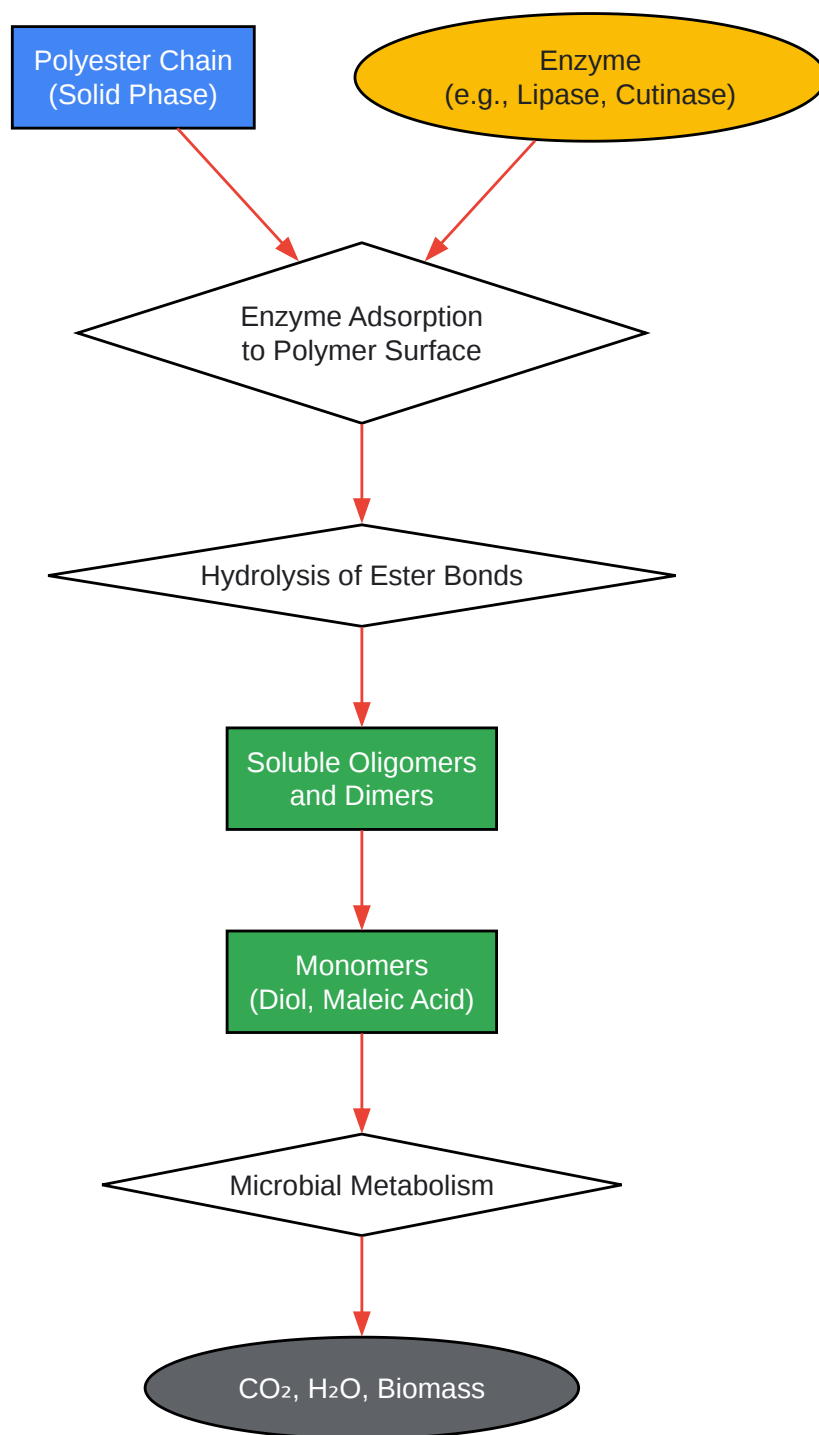 Polyester Chain
(Solid Phase)
Enzyme
(e.g., Lipase, Cutinase)
Enzyme Adsorption
to Polymer Surface
Hydrolysis of Ester Bonds
Soluble Oligomers
and Dimers
Monomers
(Diol, Maleic Acid)
Microbial Metabolism
CO₂, H₂O, Biomass